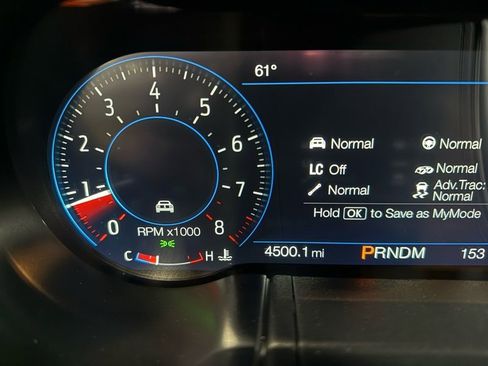 61°
4
3
5
2
6
1
7
0
8
RPM x1000
C
H
Normal
Normal
LC Off
Normal
Normal
Adv.Trac:
Normal
Hold OK to Save as MyMode
4500.1 mi
PRNDM
153